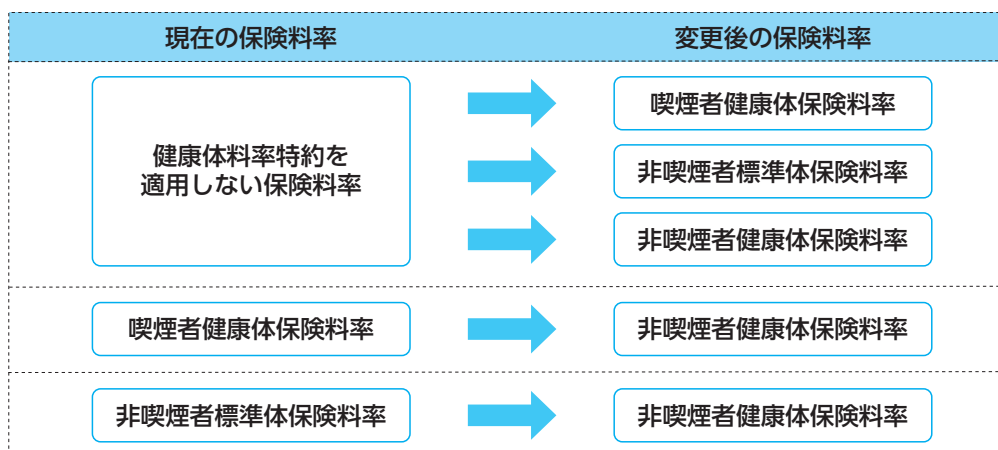 現在の保険料率
変更後の保険料率
健康体料率特約を
適用しない保険料率
喫煙者健康体保険料率
非喫煙者標準体保険料率
非喫煙者健康体保険料率
喫煙者健康体保険料率
非喫煙者健康体保険料率
非喫煙者標準体保険料率
非喫煙者健康体保険料率